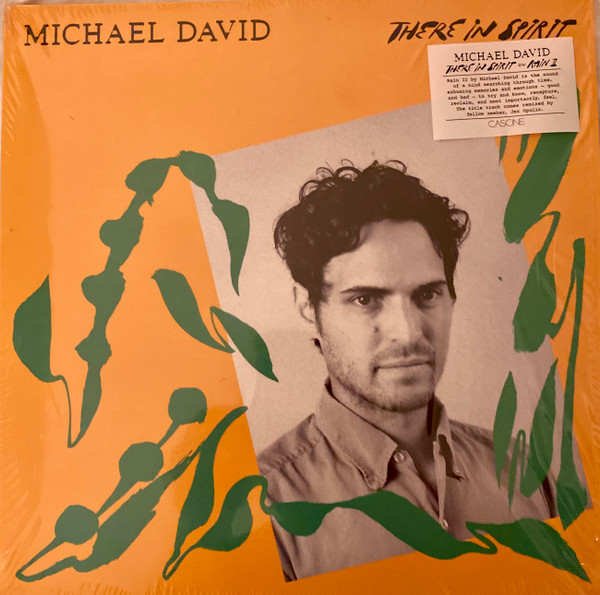 MICHAEL DAVID
THERE IN SPIRIT
MICHAEL DAVID
THERE IN SPIRIT b/w RAIN II
Rain II by Michael David is the sound
of a mind searching through time,
exhuming memories and emotions — good
and bad — to try and know, recapture,
reclaim, and most importantly, feel.
The title track comes remixed by
fellow seeker, Jex Opolis.
CASCINE